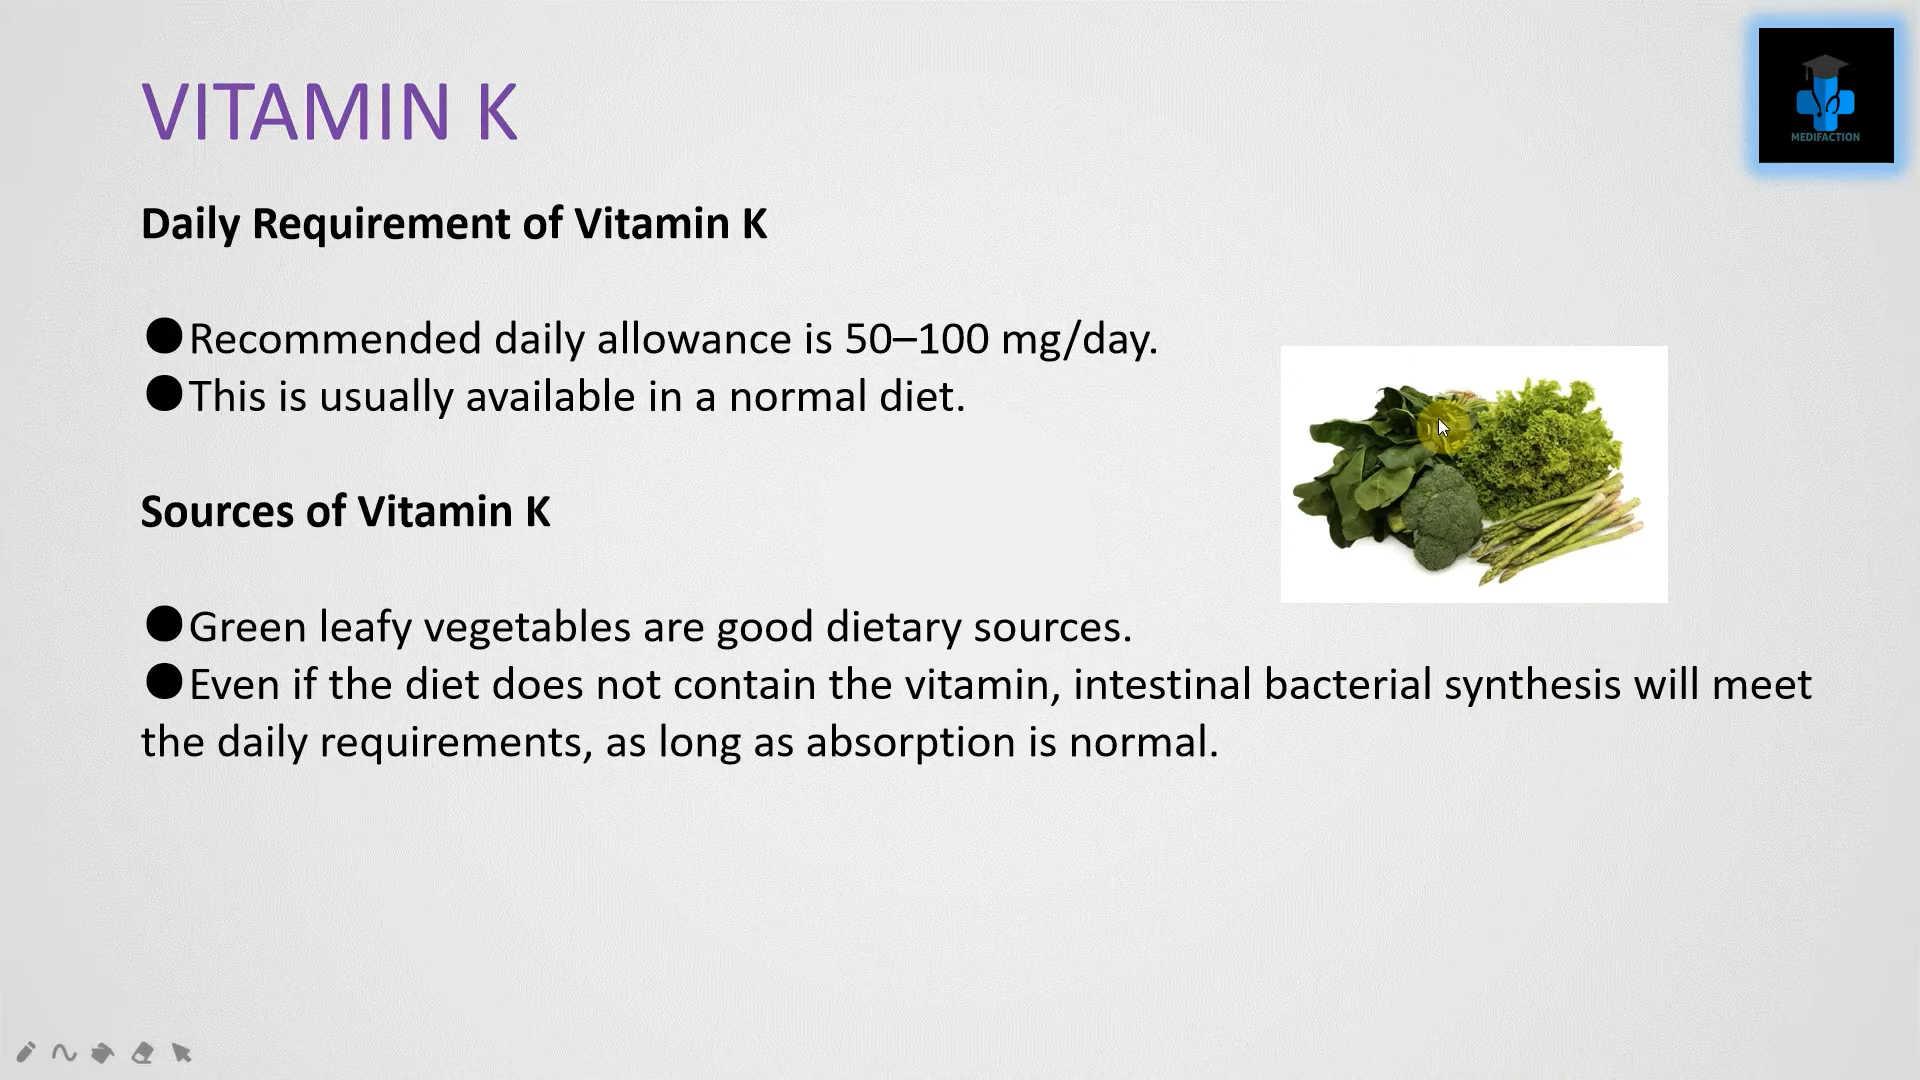 VITAMIN K
MEDIFACTION
Daily Requirement of Vitamin K
●Recommended daily allowance is 50–100 mg/day.
●This is usually available in a normal diet.
Sources of Vitamin K
●Green leafy vegetables are good dietary sources.
●Even if the diet does not contain the vitamin, intestinal bacterial synthesis will meet
the daily requirements, as long as absorption is normal.